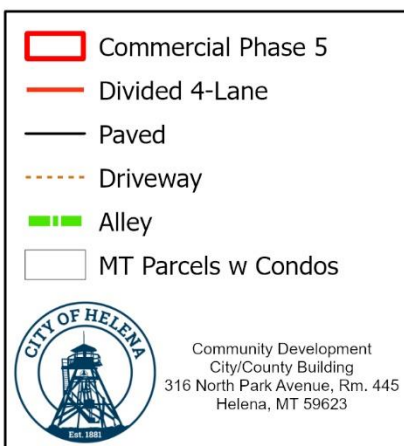 Commercial Phase 5
Divided 4-Lane
Paved
Driveway
Alley
MT Parcels w Condos
CITY OF HELENA
Est. 1881
Community Development
City/County Building
316 North Park Avenue, Rm. 445
Helena, MT 59623